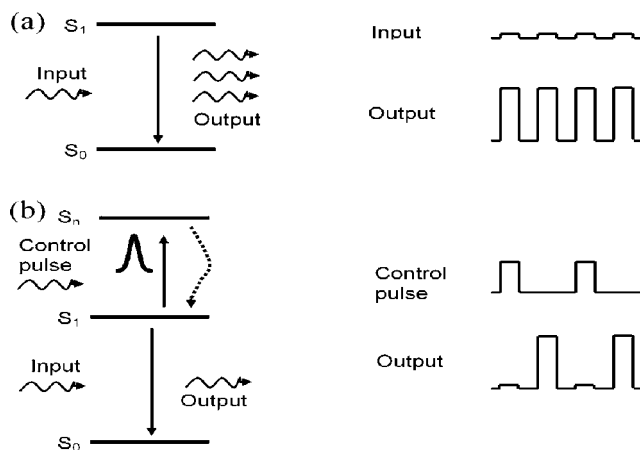 (a)
S1
Input
Output
S0
Input
Output
(b)
Sn
Control
pulse
S1
Input
Output
S0
Control
pulse
Output